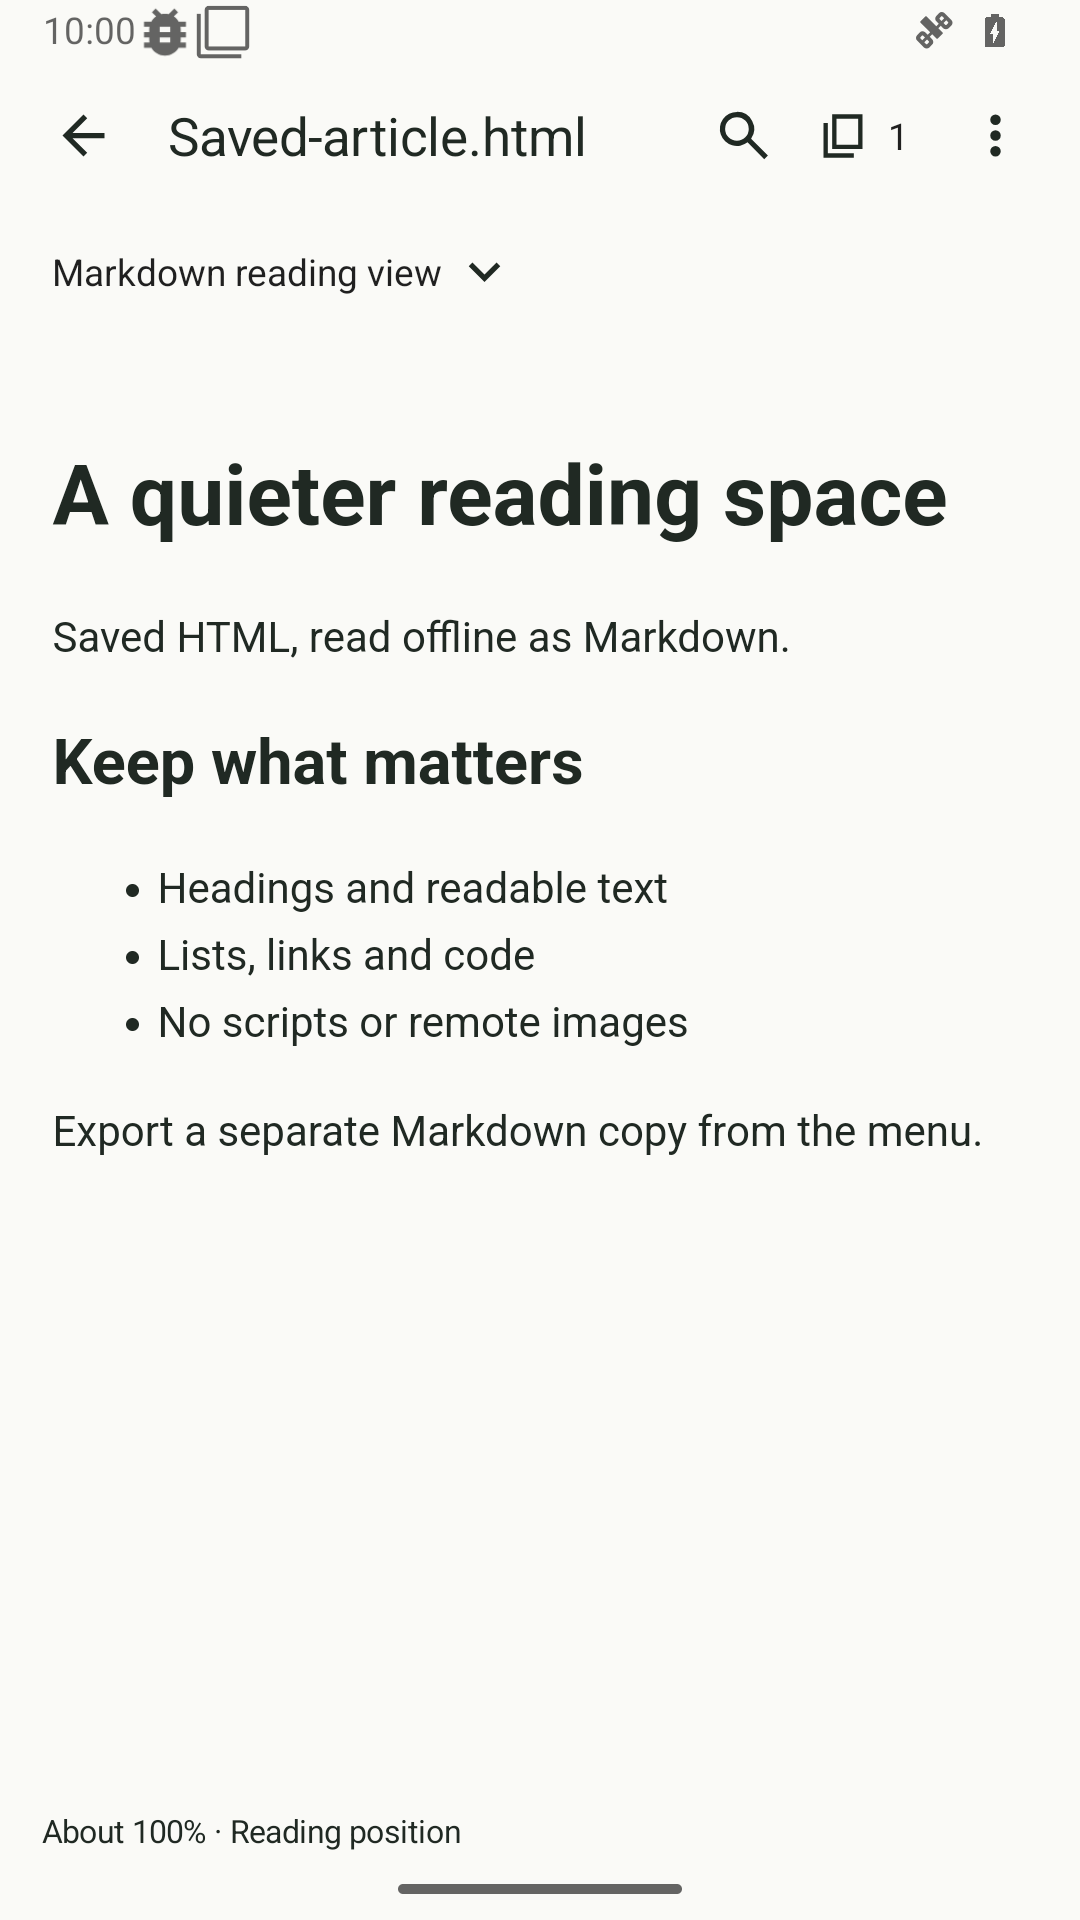 10:00
Saved-article.html
1
Markdown reading view
A quieter reading space
Saved HTML, read offline as Markdown.
Keep what matters
• Headings and readable text
• Lists, links and code
• No scripts or remote images
Export a separate Markdown copy from the menu.
About 100% · Reading position